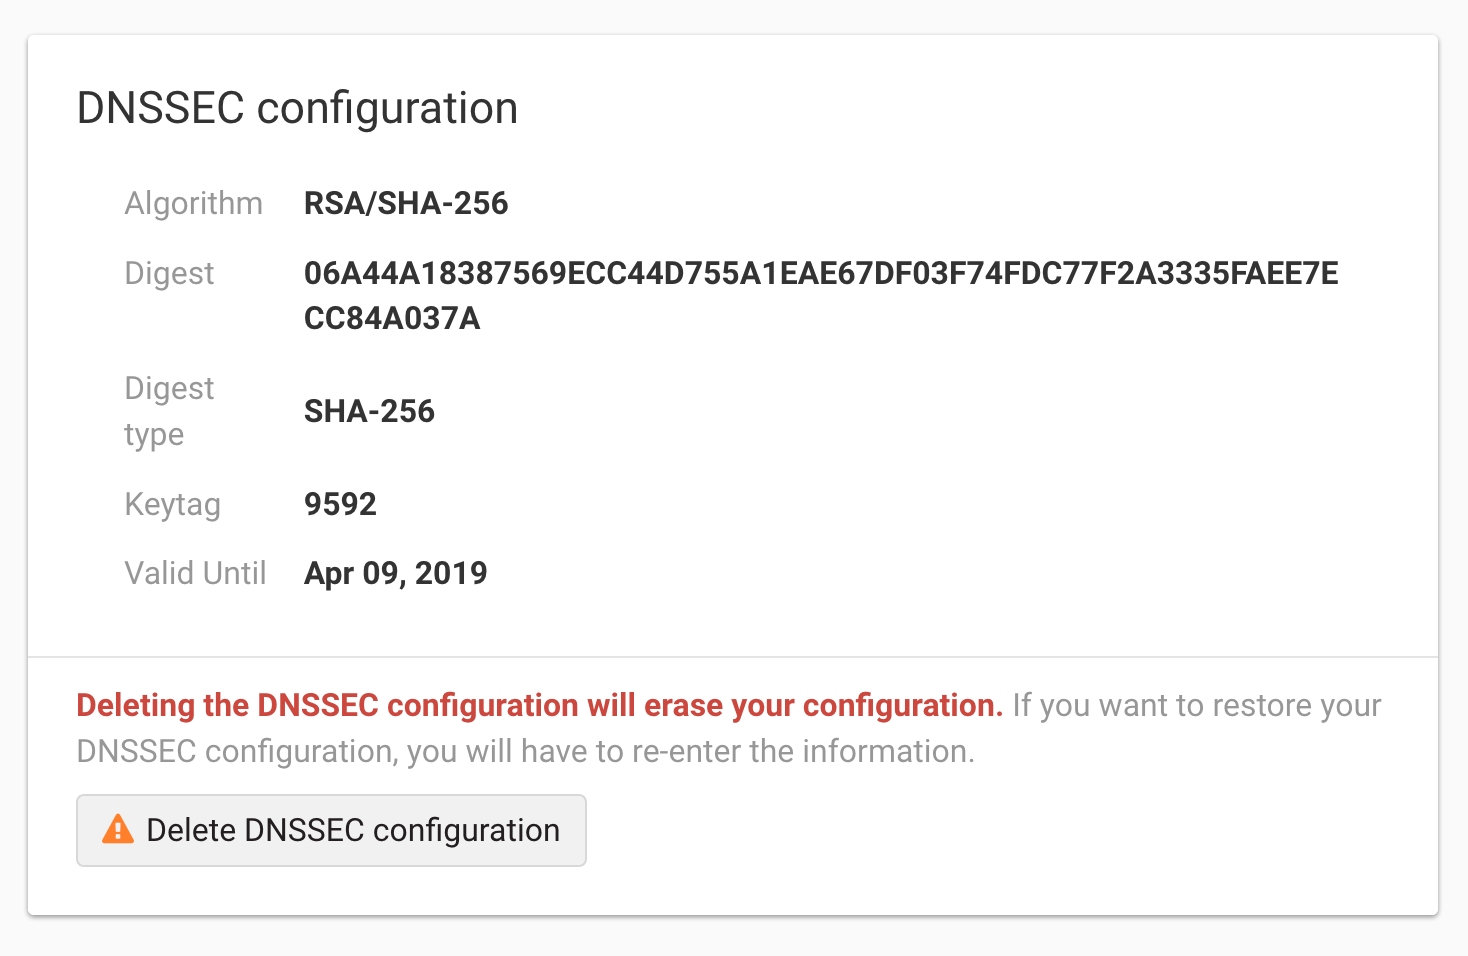 DNSSEC configuration
Algorithm RSA/SHA-256
Digest 06A44A18387569ECC44D755A1EAE67DF03F74FDC77F2A3335FAEE7E
CC84A037A
Digest
type SHA-256
Keytag 9592
Valid Until Apr 09, 2019
Deleting the DNSSEC configuration will erase your configuration. If you want to restore your
DNSSEC configuration, you will have to re-enter the information.
Delete DNSSEC configuration